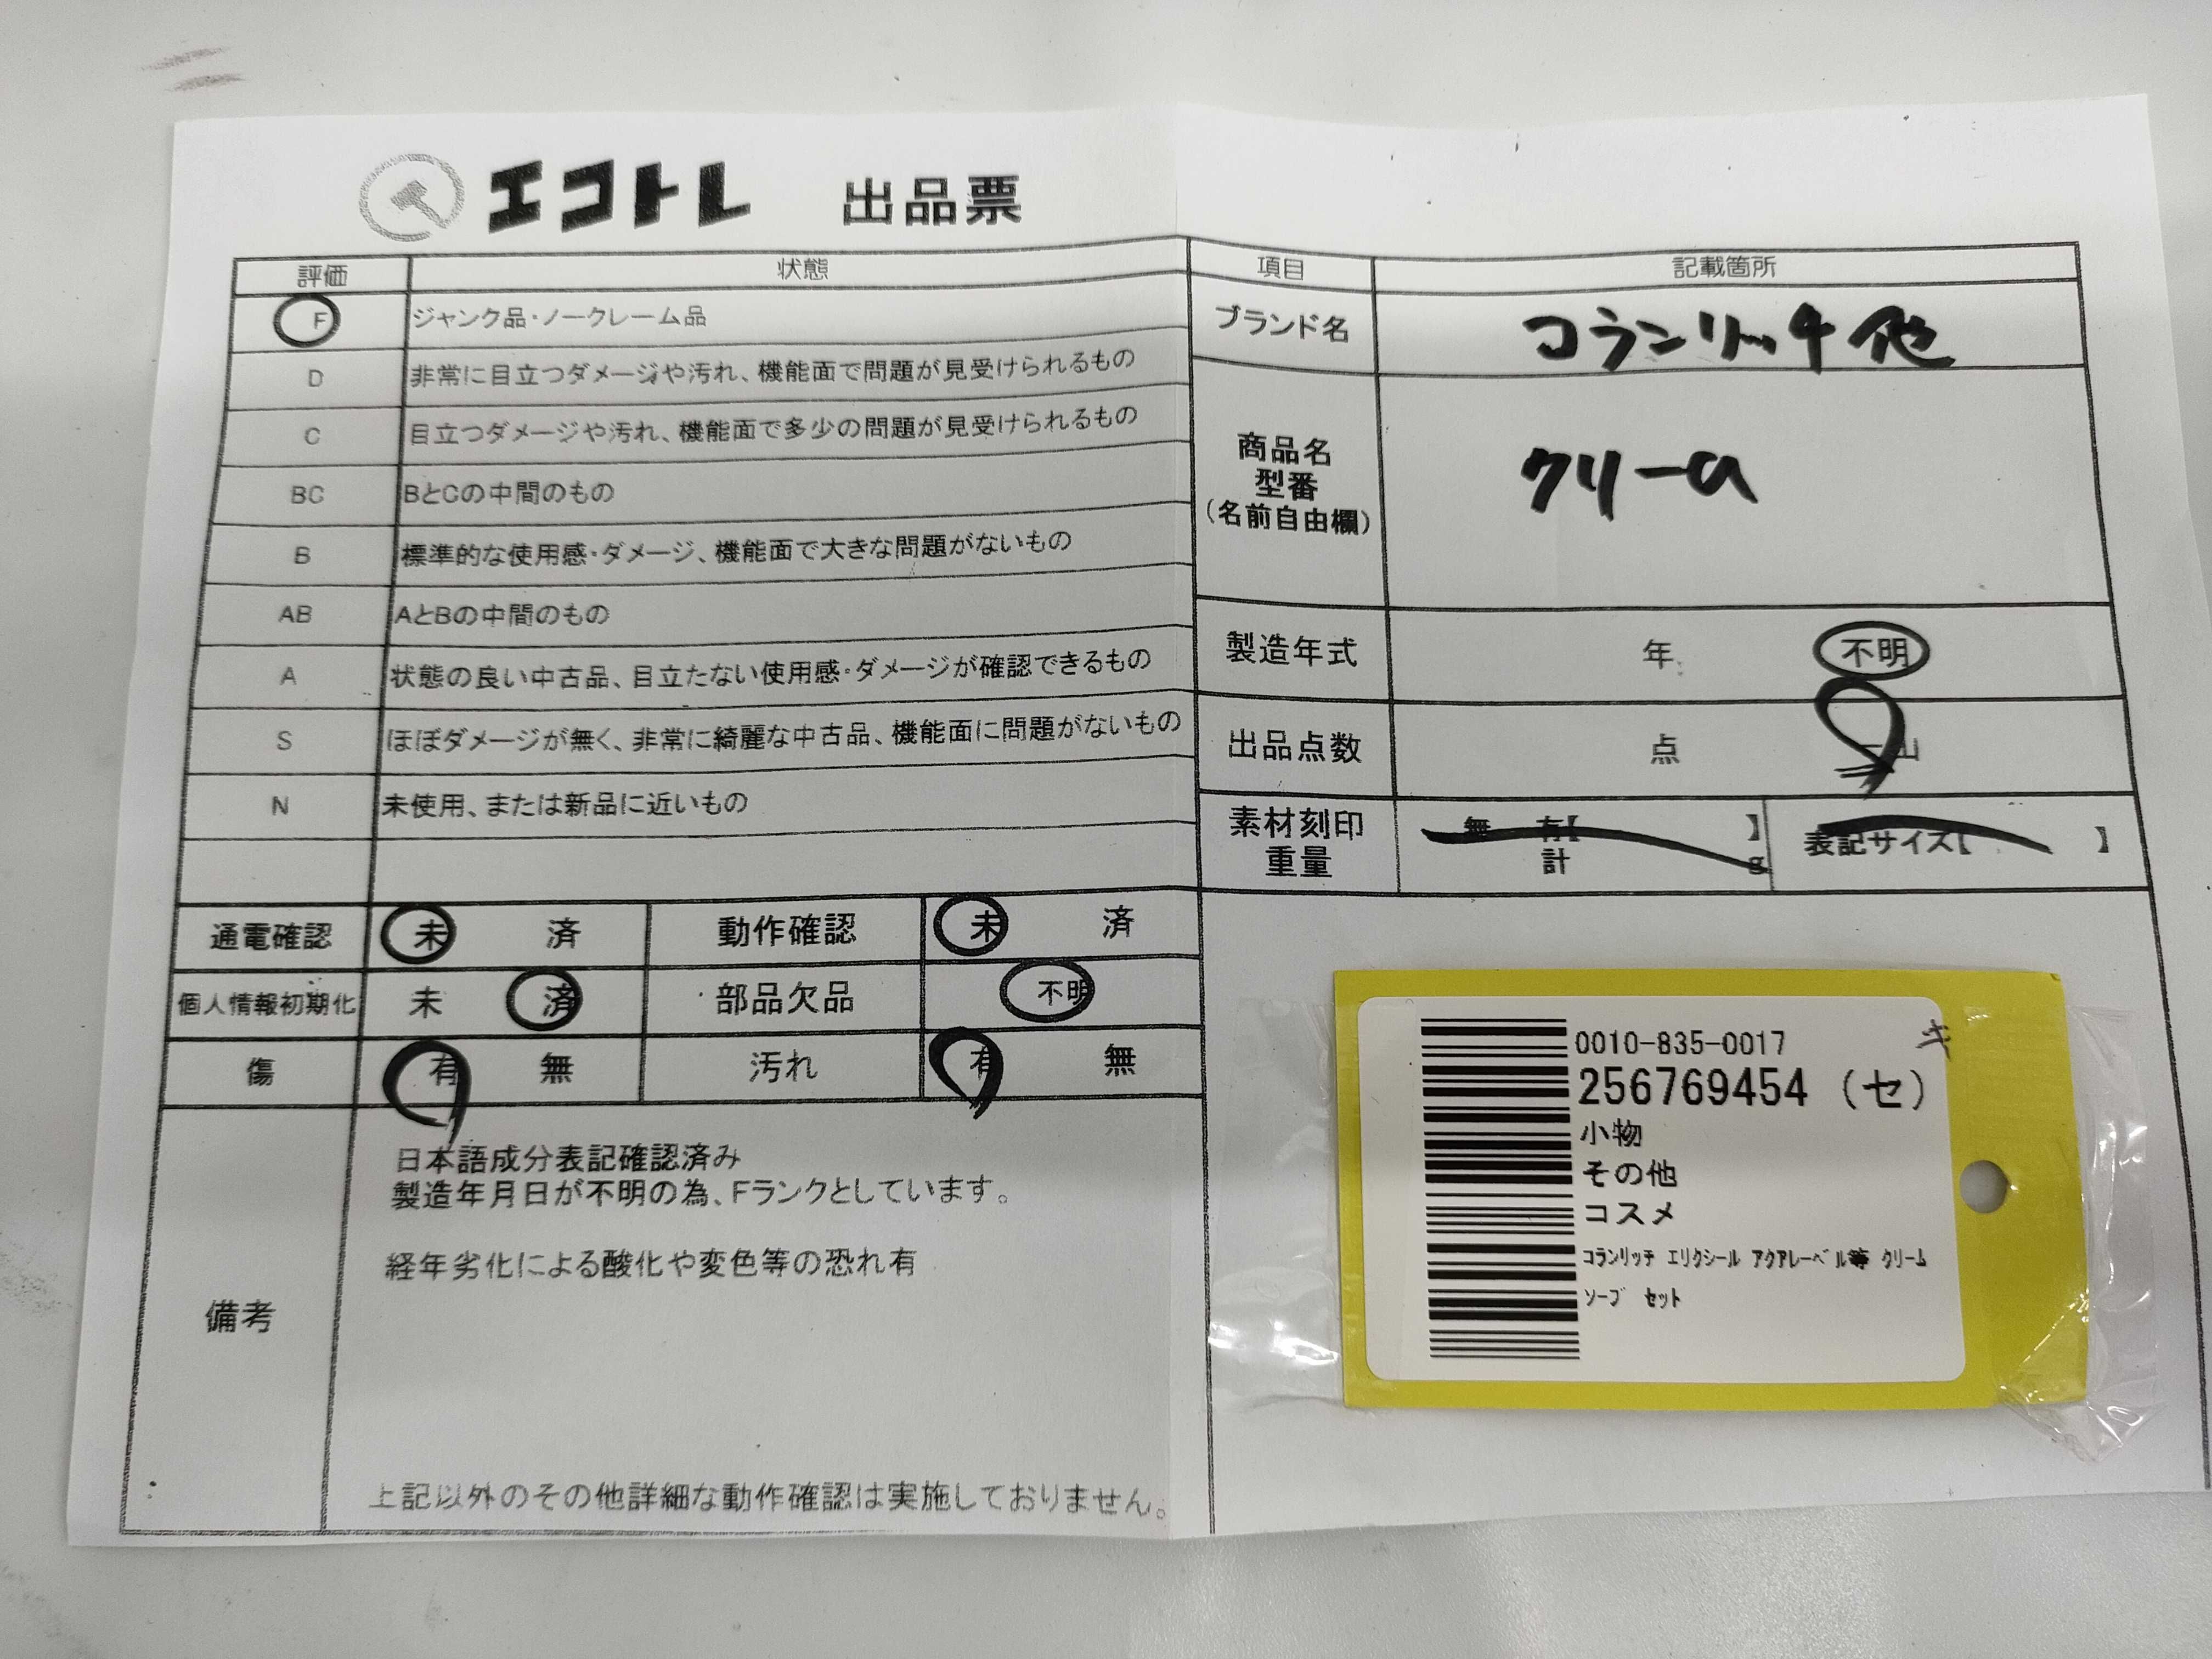 エコトレ 出品票
評価 状態
F ジャンク品・ノークレーム品
D 非常に目立つダメージや汚れ、機能面で問題が見受けられるもの
C 目立つダメージや汚れ、機能面で多少の問題が見受けられるもの
BC BとCの中間のもの
B 標準的な使用感・ダメージ、機能面で大きな問題がないもの
AB AとBの中間のもの
A 状態の良い中古品、目立たない使用感・ダメージが確認できるもの
S ほぼダメージが無く、非常に綺麗な中古品、機能面に問題がないもの
N 未使用、または新品に近いもの
通電確認 未 済 動作確認 未 済
個人情報初期化 未 済 部品欠品 不明
傷 有 無 汚れ 有 無
備考
日本語成分表記確認済み
製造年月日が不明の為、Fランクとしています。
経年劣化による酸化や変色等の恐れ有
上記以外のその他詳細な動作確認は実施しておりません。
項目 記載箇所
ブランド名 コランリッチ他
商品名
型番
(名前自由欄)
クリーム
製造年式 年 不明
出品点数 点 一山
素材刻印 無 有【 】 表記サイズ【 】
重量 計 g
0010-835-0017 キ
256769454 (セ)
小物
その他
コスメ
コランリッチ エリクシール アクアレーベル等 クリーム
ソープ セット